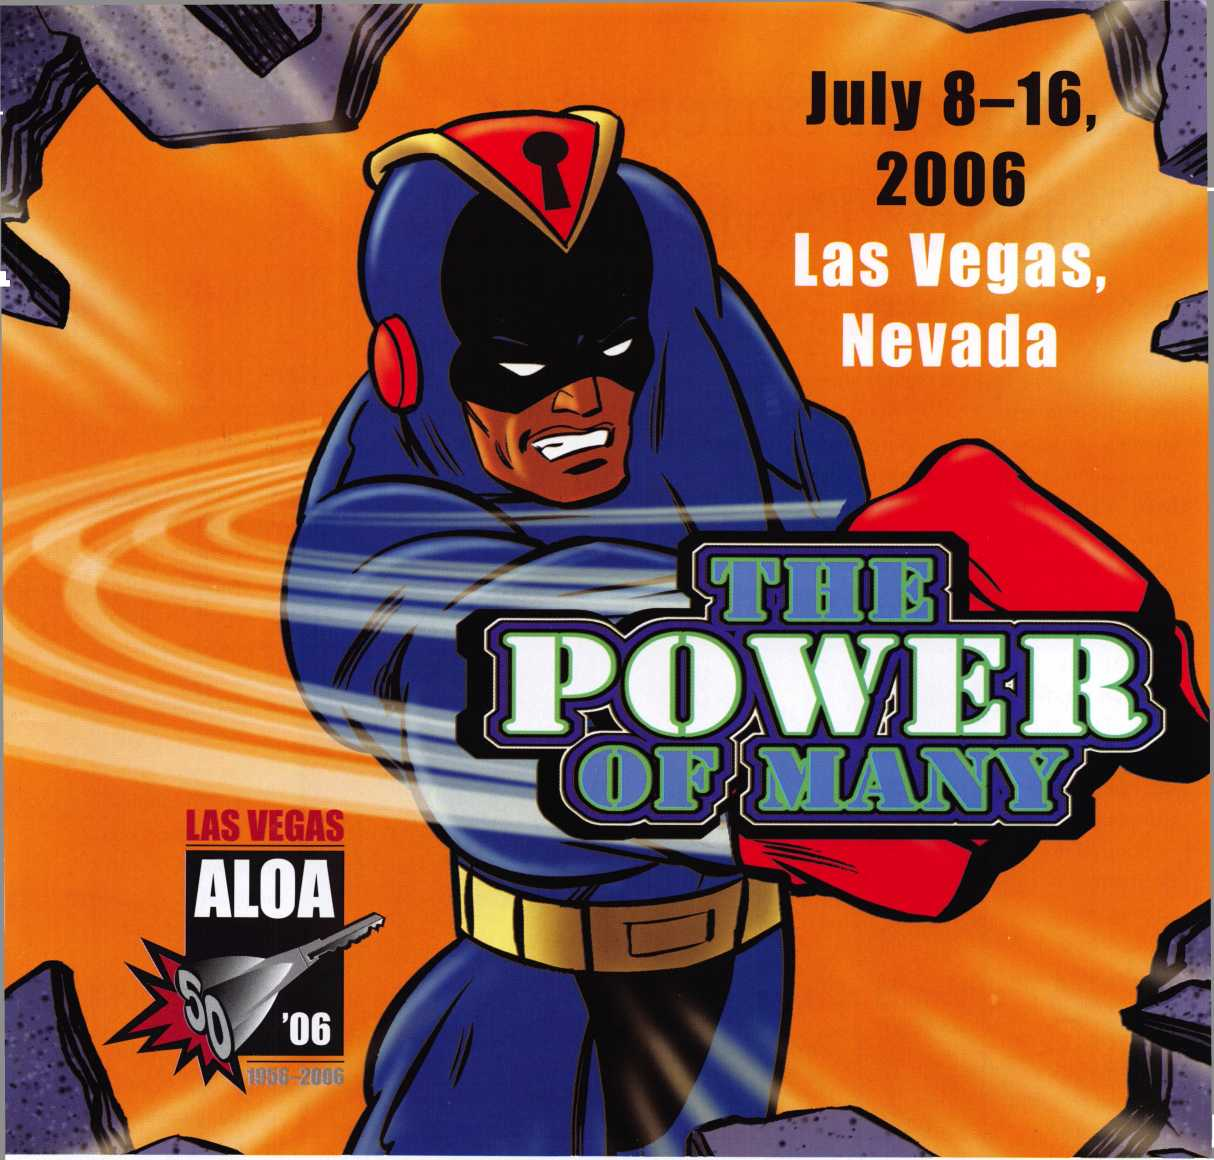 July 8–16,
2006
Las Vegas,
Nevada
THE
POWER
OF MANY
LAS VEGAS
ALOA
50
'06
1956–2006